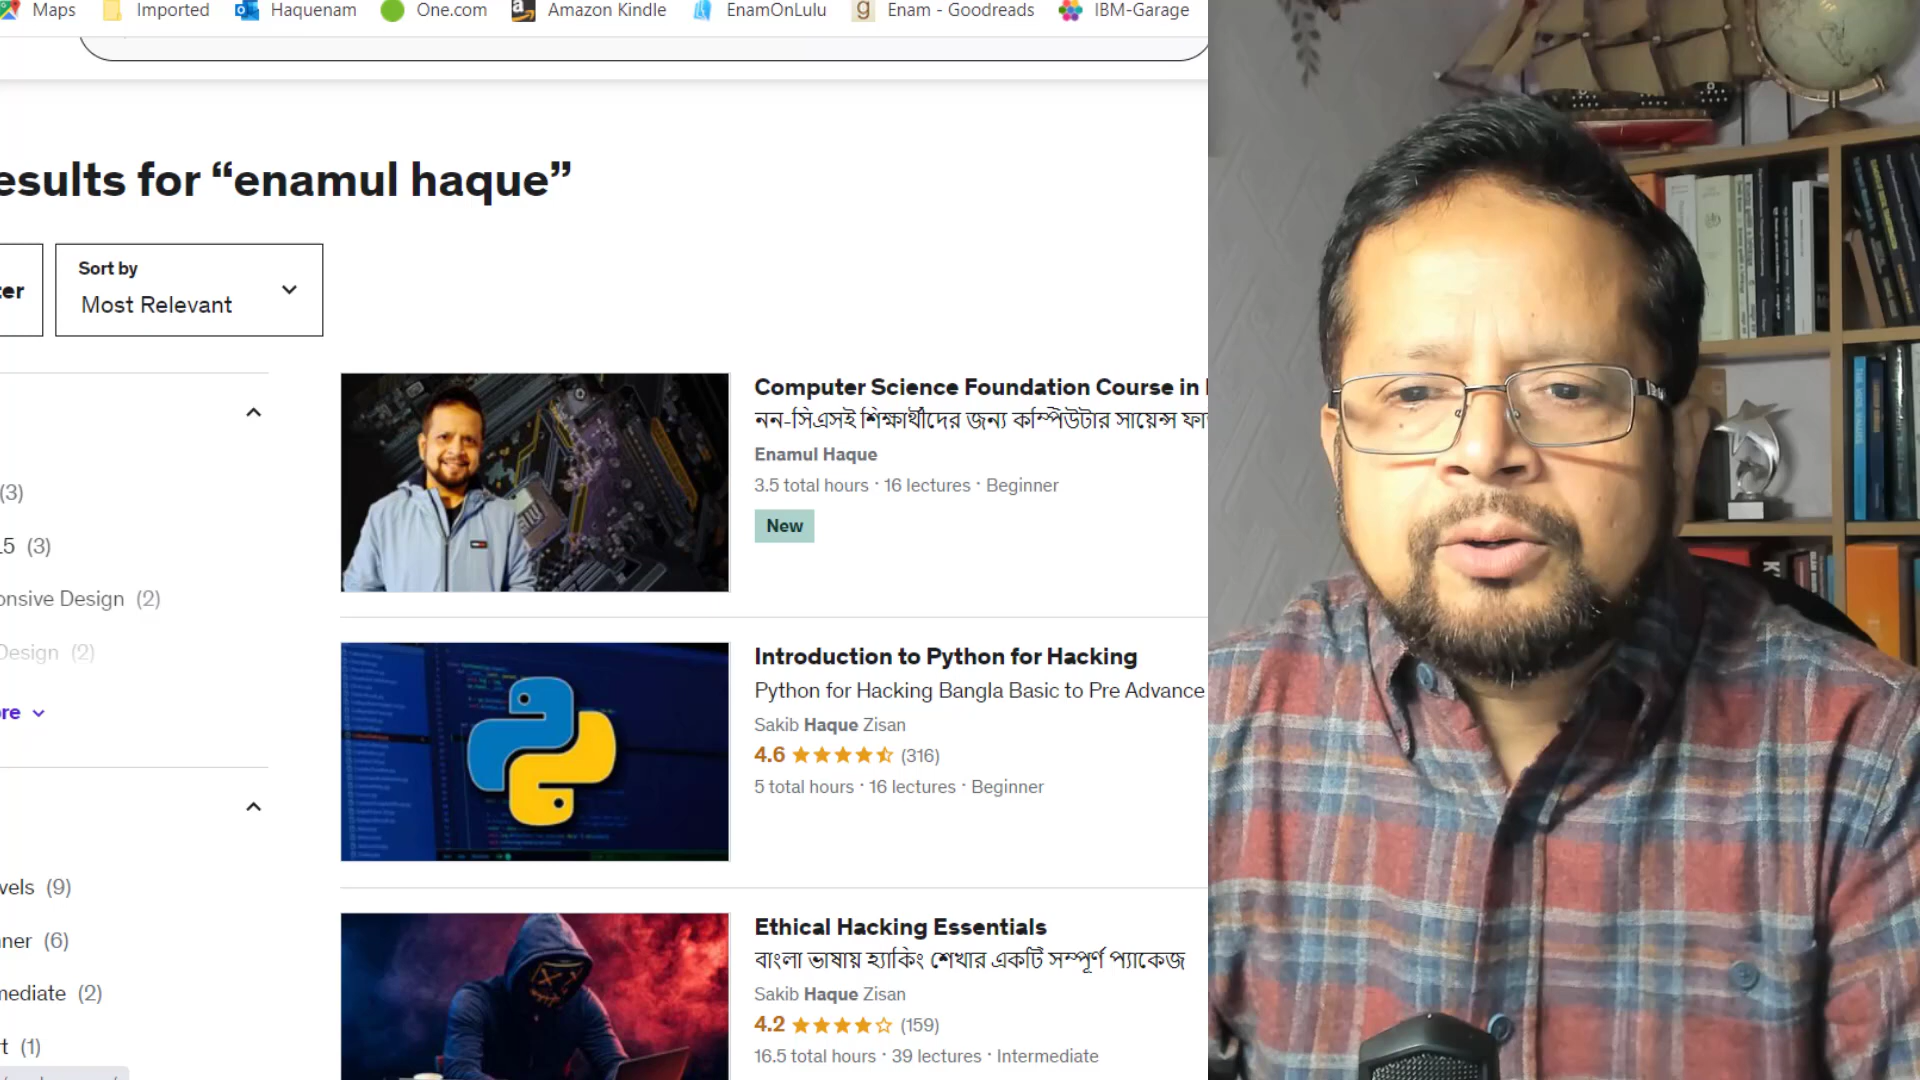 Maps Imported Haquenam One.com Amazon Kindle EnamOnLulu Enam - Goodreads IBM-Garage
esults for “enamul haque”
er
Sort by
Most Relevant
Computer Science Foundation Course in
নন-সিএসই শিক্ষার্থীদের জন্য কম্পিউটার সায়েন্স ফা
Enamul Haque
3.5 total hours · 16 lectures · Beginner
New
(3)
.5 (3)
onsive Design (2)
Design (2)
re
Introduction to Python for Hacking
Python for Hacking Bangla Basic to Pre Advance
Sakib Haque Zisan
4.6 (316)
5 total hours · 16 lectures · Beginner
vels (9)
ner (6)
nediate (2)
t (1)
Ethical Hacking Essentials
বাংলা ভাষায় হ্যাকিং শেখার একটি সম্পূর্ণ প্যাকেজ
Sakib Haque Zisan
4.2 (159)
16.5 total hours · 39 lectures · Intermediate